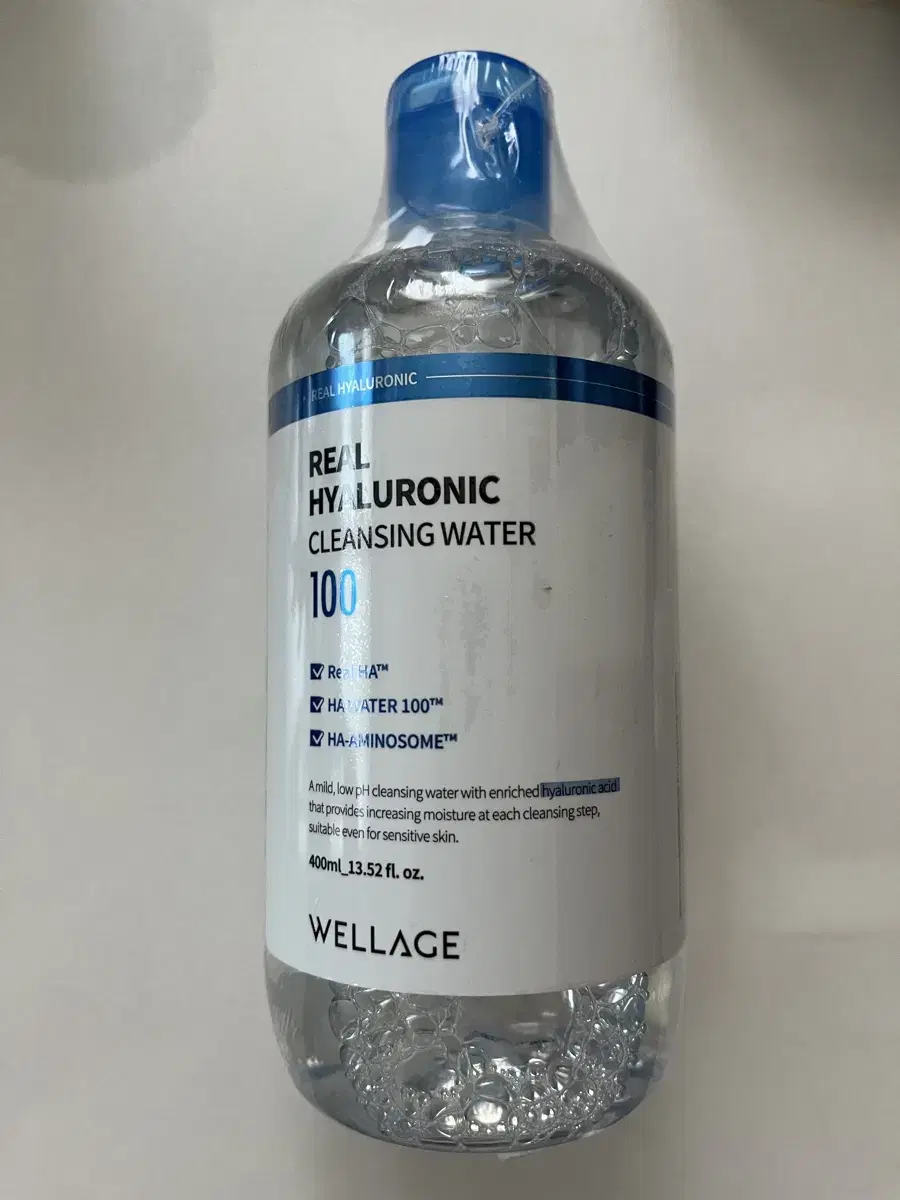 REAL HYALURONIC
REAL
HYALURONIC
CLEANSING WATER
100
Real HA™
HA WATER 100™
HA-AMINOSOME™
A mild, low pH cleansing water with enriched hyaluronic acid
that provides increasing moisture at each cleansing step,
suitable even for sensitive skin.
400ml_13.52 fl. oz.
WELLAGE